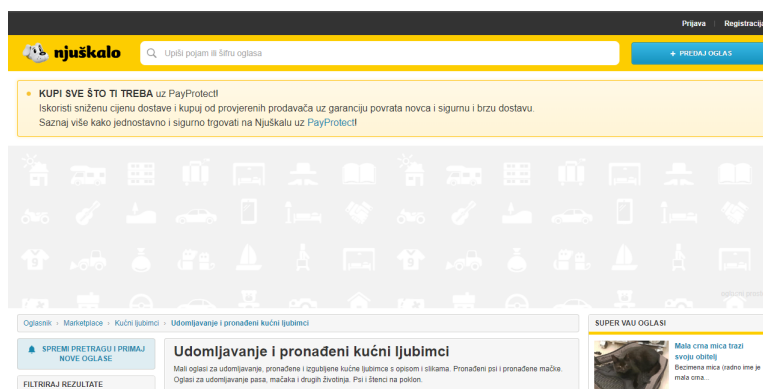 Prijava
Registracija
njuškalo
Upiši pojam ili šifru oglasa
+ PREDAJ OGLAS
KUPI SVE ŠTO TI TREBA uz PayProtect!
Iskoristi sniženu cijenu dostave i kupuj od provjerenih prodavača uz garanciju povrata novca i sigurnu i brzu dostavu.
Saznaj više kako jednostavno i sigurno trgovati na Njuškalu uz PayProtect!
9
9
Oglasnik › Marketplace › Kućni ljubimci › Udomljavanje i pronađeni kućni ljubimci
SUPER VAU OGLASI
SPREMI PRETRAGU I PRIMAJ
NOVE OGLASE
FILTRIRAJ REZULTATE
Udomljavanje i pronađeni kućni ljubimci
Mali oglasi za udomljavanje, pronađene i izgubljene kućne ljubimce s opisom i slikama. Pronađeni psi i pronađene mačke.
Oglasi za udomljavanje pasa, mačaka i drugih životinja. Psi i štenci na poklon.
Mala crna mica trazi
svoju obitelj
Bezimena mica (radno ime je
mala crna...